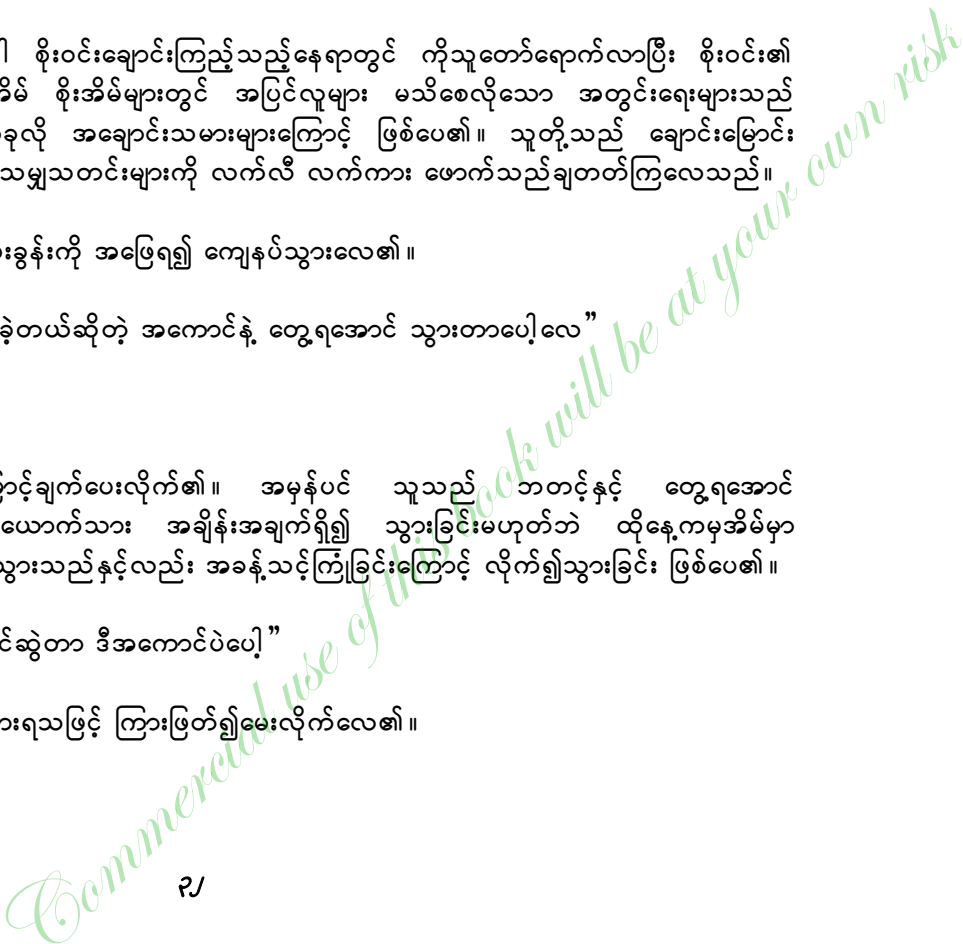 ါ စိုးဝင်းချောင်းကြည့်သည့်နေရာတွင် ကိုသူတော်ရောက်လာပြီး စိုးဝင်း၏
အိမ် စိုးအိမ်များတွင် အပြင်လူများ မသိစေလိုသော အတွင်းရေးများသည်
ခုလို အချောင်းသမားများကြောင့် ဖြစ်ပေ၏။ သူတို့သည် ချောင်းမြောင်း
သမျှသတင်းများကို လက်လီ လက်ကား ဖောက်သည်ချတတ်ကြလေသည်။
းခွန်းကို အဖြေရ၍ ကျေနပ်သွားလေ၏။
ခဲ့တယ်ဆိုတဲ့ အကောင်နဲ့ တွေ့ရအောင် သွားတာပေါ့လေ”
ြာင့်ချက်ပေးလိုက်၏။ အမှန်ပင် သူသည် ဘတင့်နှင့် တွေ့ရအောင်
ယောက်သား အချိန်းအချက်ရှိ၍ သွားခြင်းမဟုတ်ဘဲ ထိုနေ့ကမှအိမ်မှာ
သွားသည်နှင့်လည်း အခန့်သင့်ကြုံခြင်းကြောင့် လိုက်၍သွားခြင်း ဖြစ်ပေ၏။
င်ဆွဲတာ ဒီအကောင်ပဲပေါ့”
ားရသဖြင့် ကြားဖြတ်၍မေးလိုက်လေ၏။
၃၂
Commercial use of this book will be at your own risk